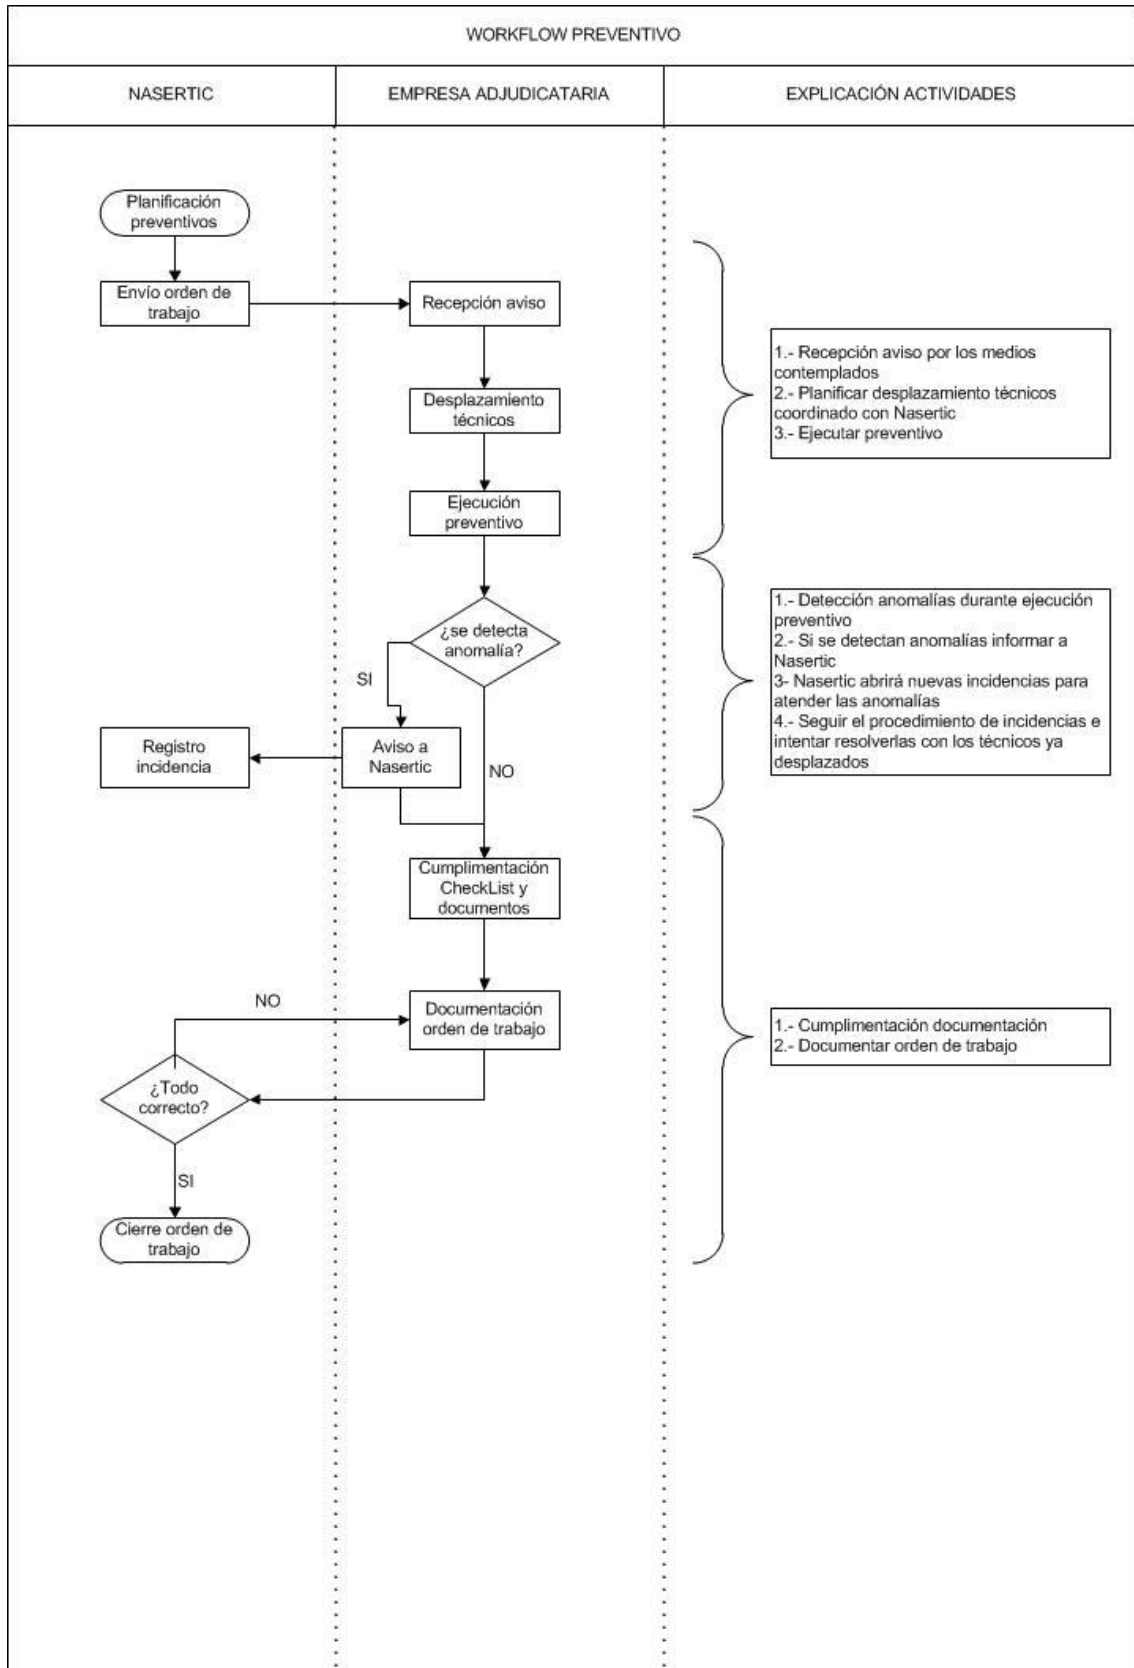 WORKFLOW PREVENTIVO
NASERTIC
EMPRESA ADJUDICATARIA
EXPLICACIÓN ACTIVIDADES
Planificación
preventivos
Envío orden de
trabajo
Recepción aviso
Desplazamiento
técnicos
Ejecución
preventivo
1.- Recepción aviso por los medios
contemplados
2.- Planificar desplazamiento técnicos
coordinado con Nasertic
3.- Ejecutar preventivo
¿se detecta
anomalía?
SI
NO
Aviso a
Nasertic
Registro
incidencia
1.- Detección anomalías durante ejecución
preventivo
2.- Si se detectan anomalías informar a
Nasertic
3- Nasertic abrirá nuevas incidencias para
atender las anomalías
4.- Seguir el procedimiento de incidencias e
intentar resolverlas con los técnicos ya
desplazados
Cumplimentación
CheckList y
documentos
Documentación
orden de trabajo
NO
¿Todo
correcto?
SI
Cierre orden de
trabajo
1.- Cumplimentación documentación
2.- Documentar orden de trabajo